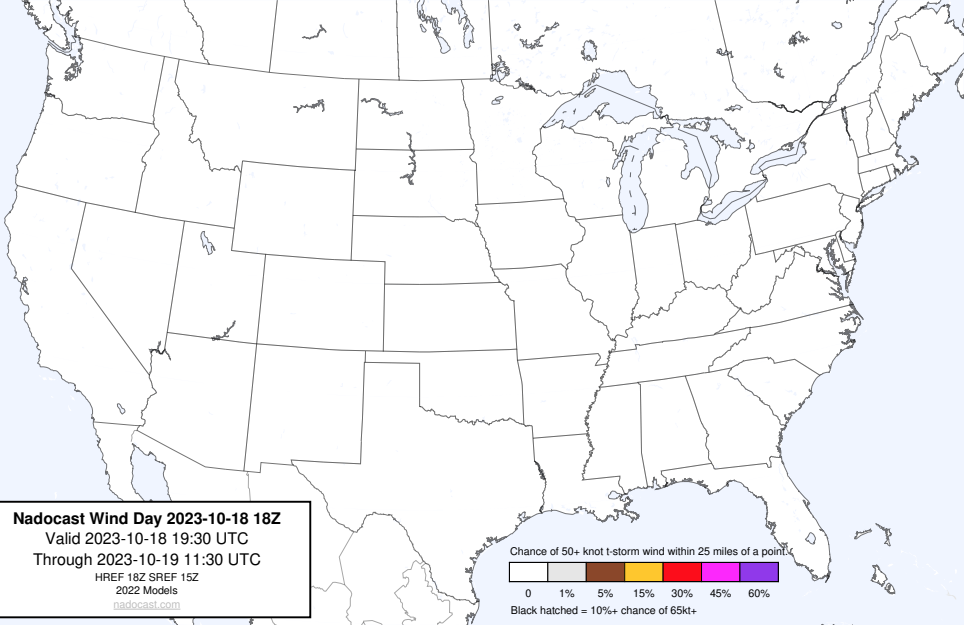 Nadocast Wind Day 2023-10-18 18Z
Valid 2023-10-18 19:30 UTC
Through 2023-10-19 11:30 UTC
HREF 18Z SREF 15Z
2022 Models
nadocast.com
Chance of 50+ knot t-storm wind within 25 miles of a point.
0 1% 5% 15% 30% 45% 60%
Black hatched = 10%+ chance of 65kt+